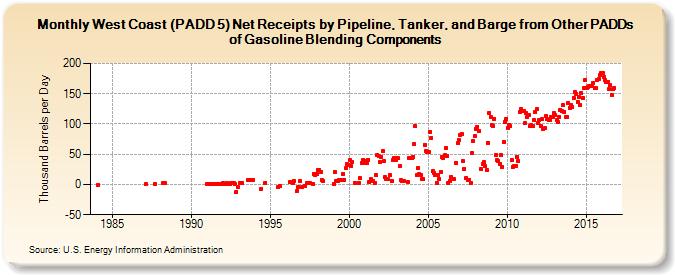 Monthly West Coast (PADD 5) Net Receipts by Pipeline, Tanker, and Barge from Other PADDs
of Gasoline Blending Components
Thousand Barrels per Day
200
150
100
50
0
-50
1985 1990 1995 2000 2005 2010 2015
Source: U.S. Energy Information Administration